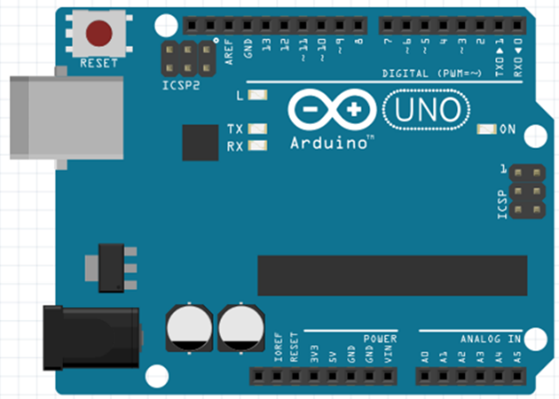 RESET
ICSP2
AREF
GND
13
12
~11
~10
~9
8
7
~6
~5
4
~3
2
TX0▶1
RX0◀0
DIGITAL (PWM=~)
L
TX
RX
UNO
Arduino™
ON
1
ICSP
POWER
ANALOG IN
IOREF
RESET
3V3
5V
GND
GND
VIN
A0
A1
A2
A3
A4
A5